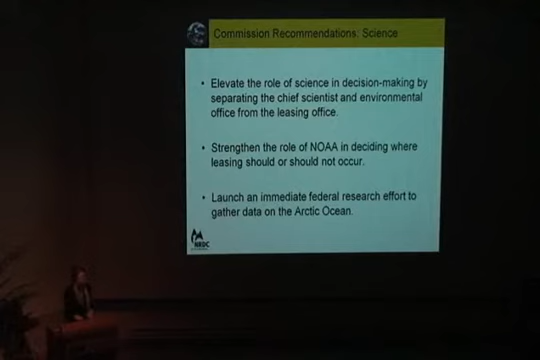 Commission Recommendations: Science
• Elevate the role of science in decision-making by
separating the chief scientist and environmental
office from the leasing office.
• Strengthen the role of NOAA in deciding where
leasing should or should not occur.
• Launch an immediate federal research effort to
gather data on the Arctic Ocean.
NRDC